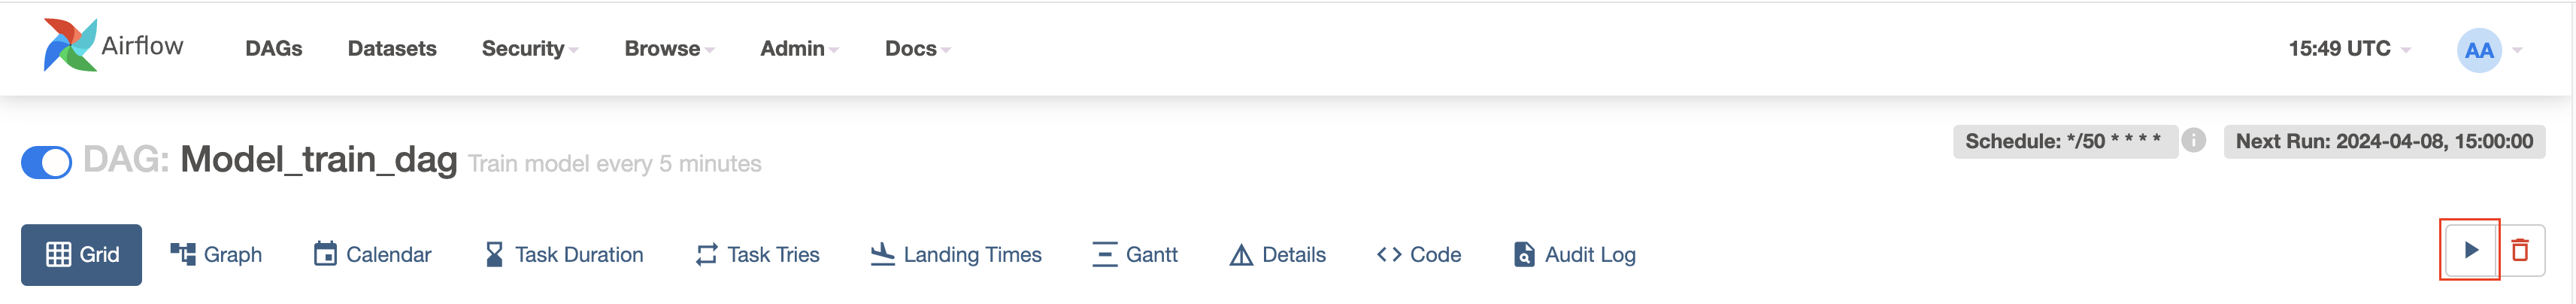 Airflow DAGs Datasets Security Browse Admin Docs 15:49 UTC AA
Schedule: */50 * * * * i Next Run: 2024-04-08, 15:00:00
DAG: Model_train_dag Train model every 5 minutes
Grid Graph Calendar Task Duration Task Tries Landing Times Gantt Details Code Audit Log